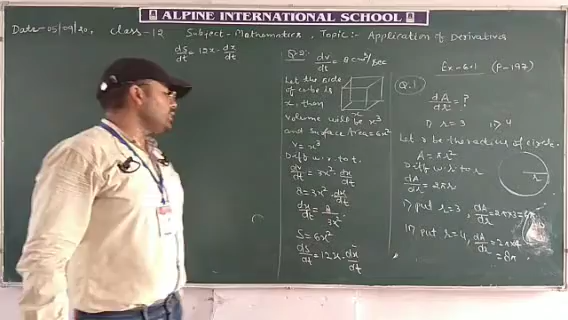 ALPINE INTERNATIONAL SCHOOL
Date-05/09/20, class-12 Subject-Mathematics, Topic:- Application of Derivatives
ds/dt = 12x · dx/dt
Q.2: dv/dt = 8 cm³/sec
Let the side
of cube is
x, then
x
volume will be x³
and surface Area = 6x²
v = x³
Diff w.r. to t.
dv/dt = 3x² · dx/dt
8 = 3x² · dx/dt
dx/dt = 8/3x²
S = 6x²
ds/dt = 12x · dx/dt
Ex-6.1 (P-197)
Q.1
dA/dr = ?
i) r = 3 ii) 4
Let r be the radius of circle.
A = πr²
Diff w.r. to r
dA/dr = 2πr
r
i) put r = 3, dA/dr = 2π×3 = 6π
ii) put r = 4, dA/dr = 2π×4
= 8π